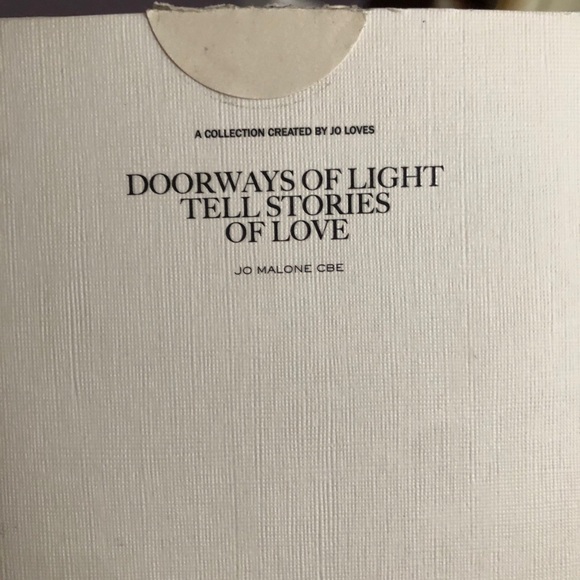 A COLLECTION CREATED BY JO LOVES
DOORWAYS OF LIGHT
TELL STORIES
OF LOVE
JO MALONE CBE